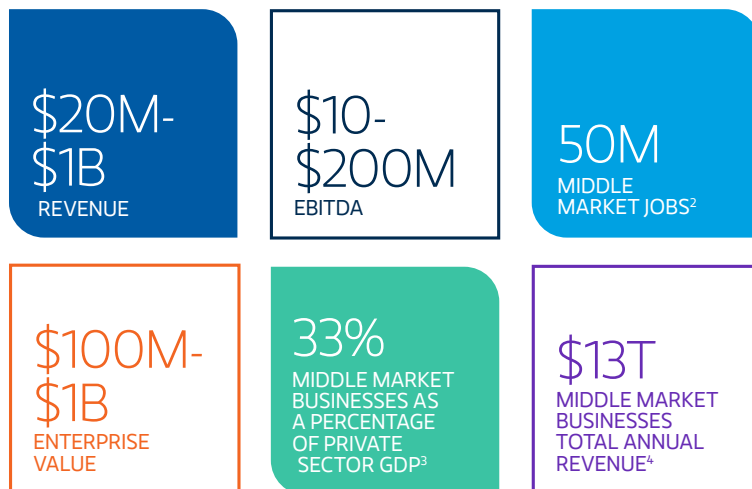 $20M-
$1B
REVENUE
$10-
$200M
EBITDA
50M
MIDDLE
MARKET JOBS²
$100M-
$1B
ENTERPRISE
VALUE
33%
MIDDLE MARKET
BUSINESSES AS
A PERCENTAGE
OF PRIVATE
SECTOR GDP³
$13T
MIDDLE MARKET
BUSINESSES
TOTAL ANNUAL
REVENUE⁴